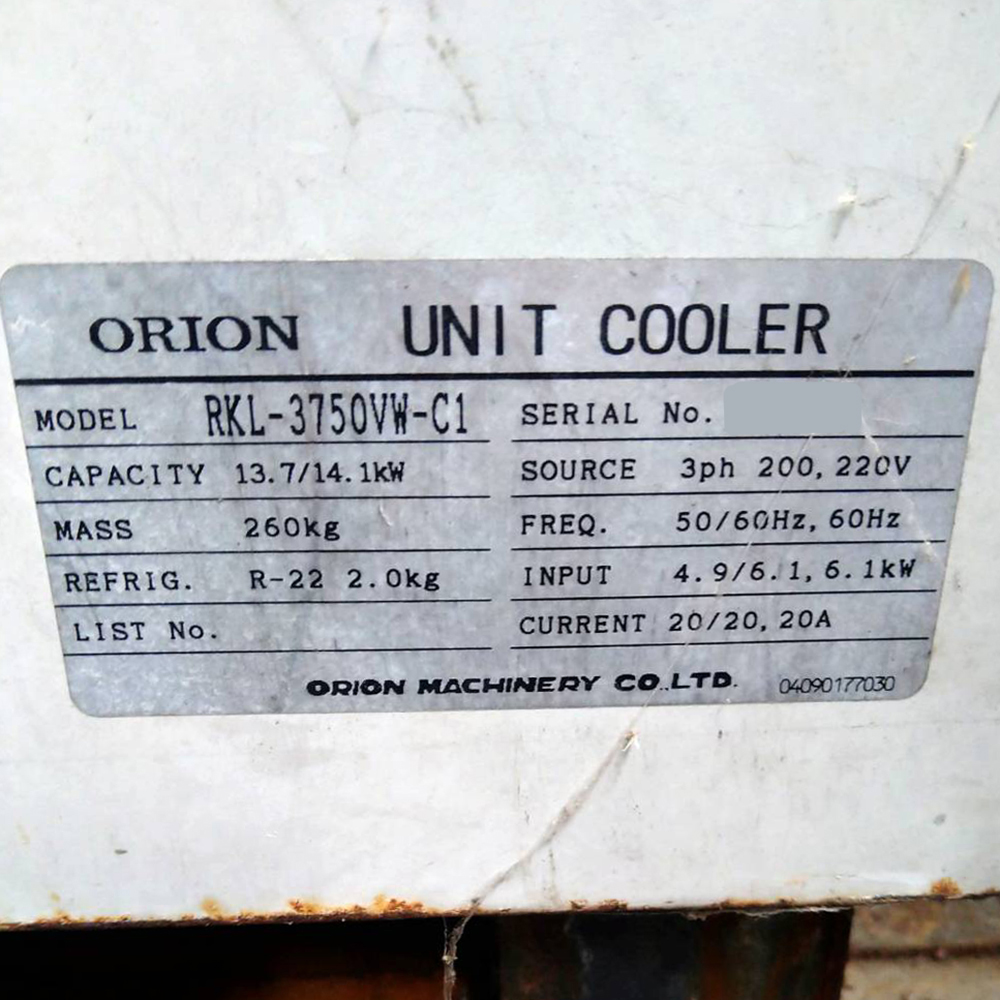 ORION UNIT COOLER
MODEL RKL-3750VW-C1 SERIAL No.
CAPACITY 13.7/14.1kW SOURCE 3ph 200,220V
MASS 260kg FREQ. 50/60Hz,60Hz
REFRIG. R-22 2.0kg INPUT 4.9/6.1,6.1kW
LIST No. CURRENT 20/20,20A
ORION MACHINERY CO.,LTD. 04090177030